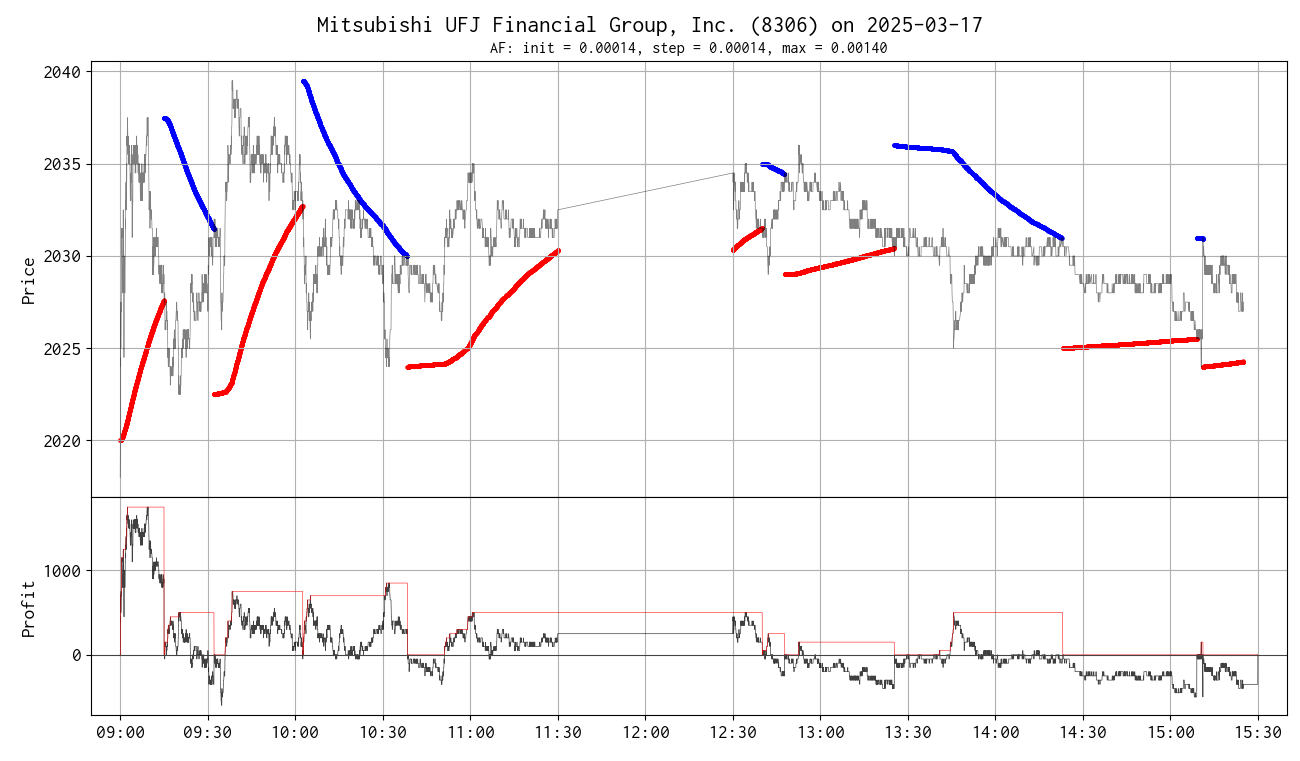 Mitsubishi UFJ Financial Group, Inc. (8306) on 2025-03-17
AF: init = 0.00014, step = 0.00014, max = 0.00140
2040
2035
2030
2025
2020
Price
1000
0
Profit
09:00 09:30 10:00 10:30 11:00 11:30 12:00 12:30 13:00 13:30 14:00 14:30 15:00 15:30